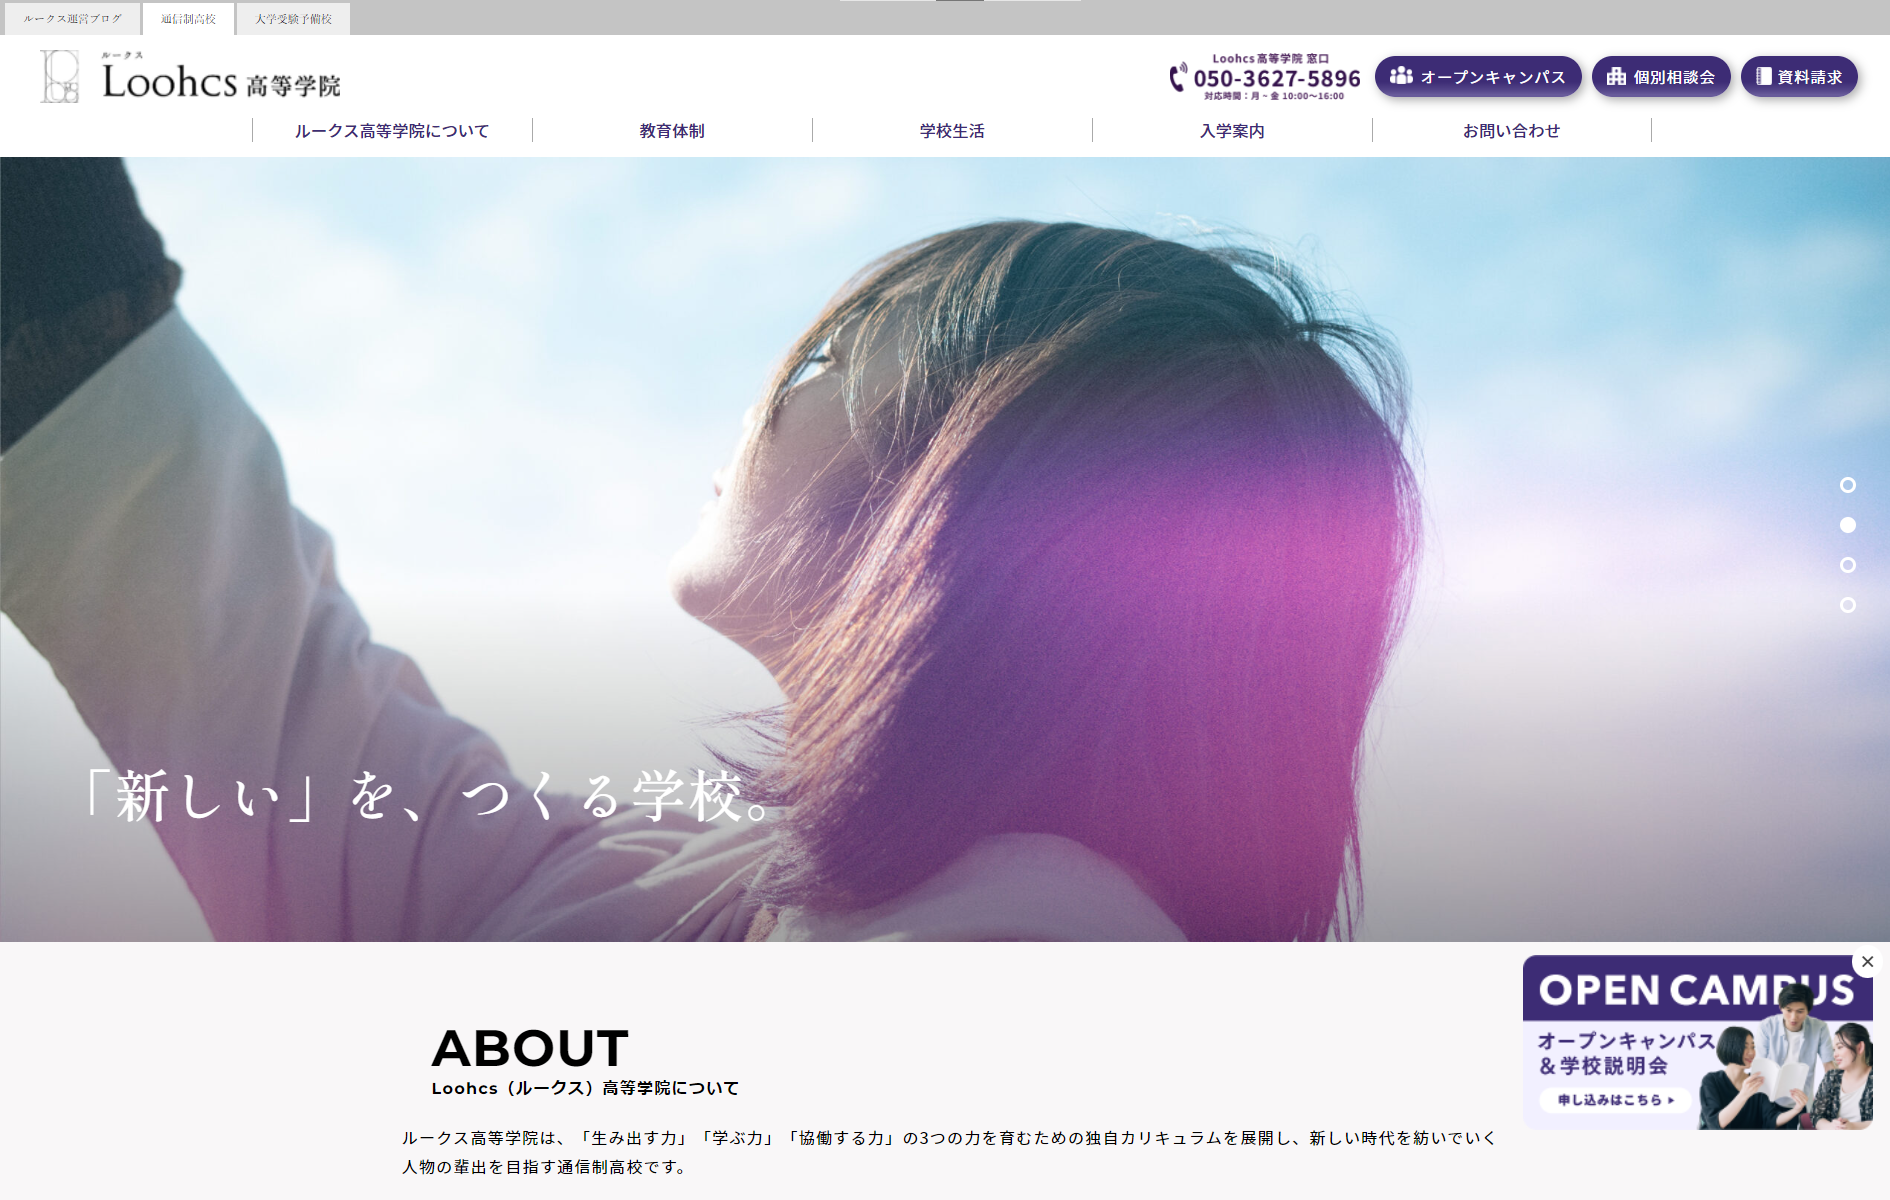 ルークス運営ブログ
通信制高校
大学受験予備校
ルークス
Loohcs 高等学院
Loohcs高等学院 窓口
050-3627-5896
対応時間：月 ~ 金 10:00〜16:00
オープンキャンパス
個別相談会
資料請求
ルークス高等学院について
教育体制
学校生活
入学案内
お問い合わせ
「新しい」を、つくる学校。
ABOUT
Loohcs（ルークス）高等学院について
ルークス高等学院は、「生み出す力」「学ぶ力」「協働する力」の3つの力を育むための独自カリキュラムを展開し、新しい時代を紡いでいく
人物の輩出を目指す通信制高校です。
OPEN CAMPUS
オープンキャンパス
＆学校説明会
申し込みはこちら